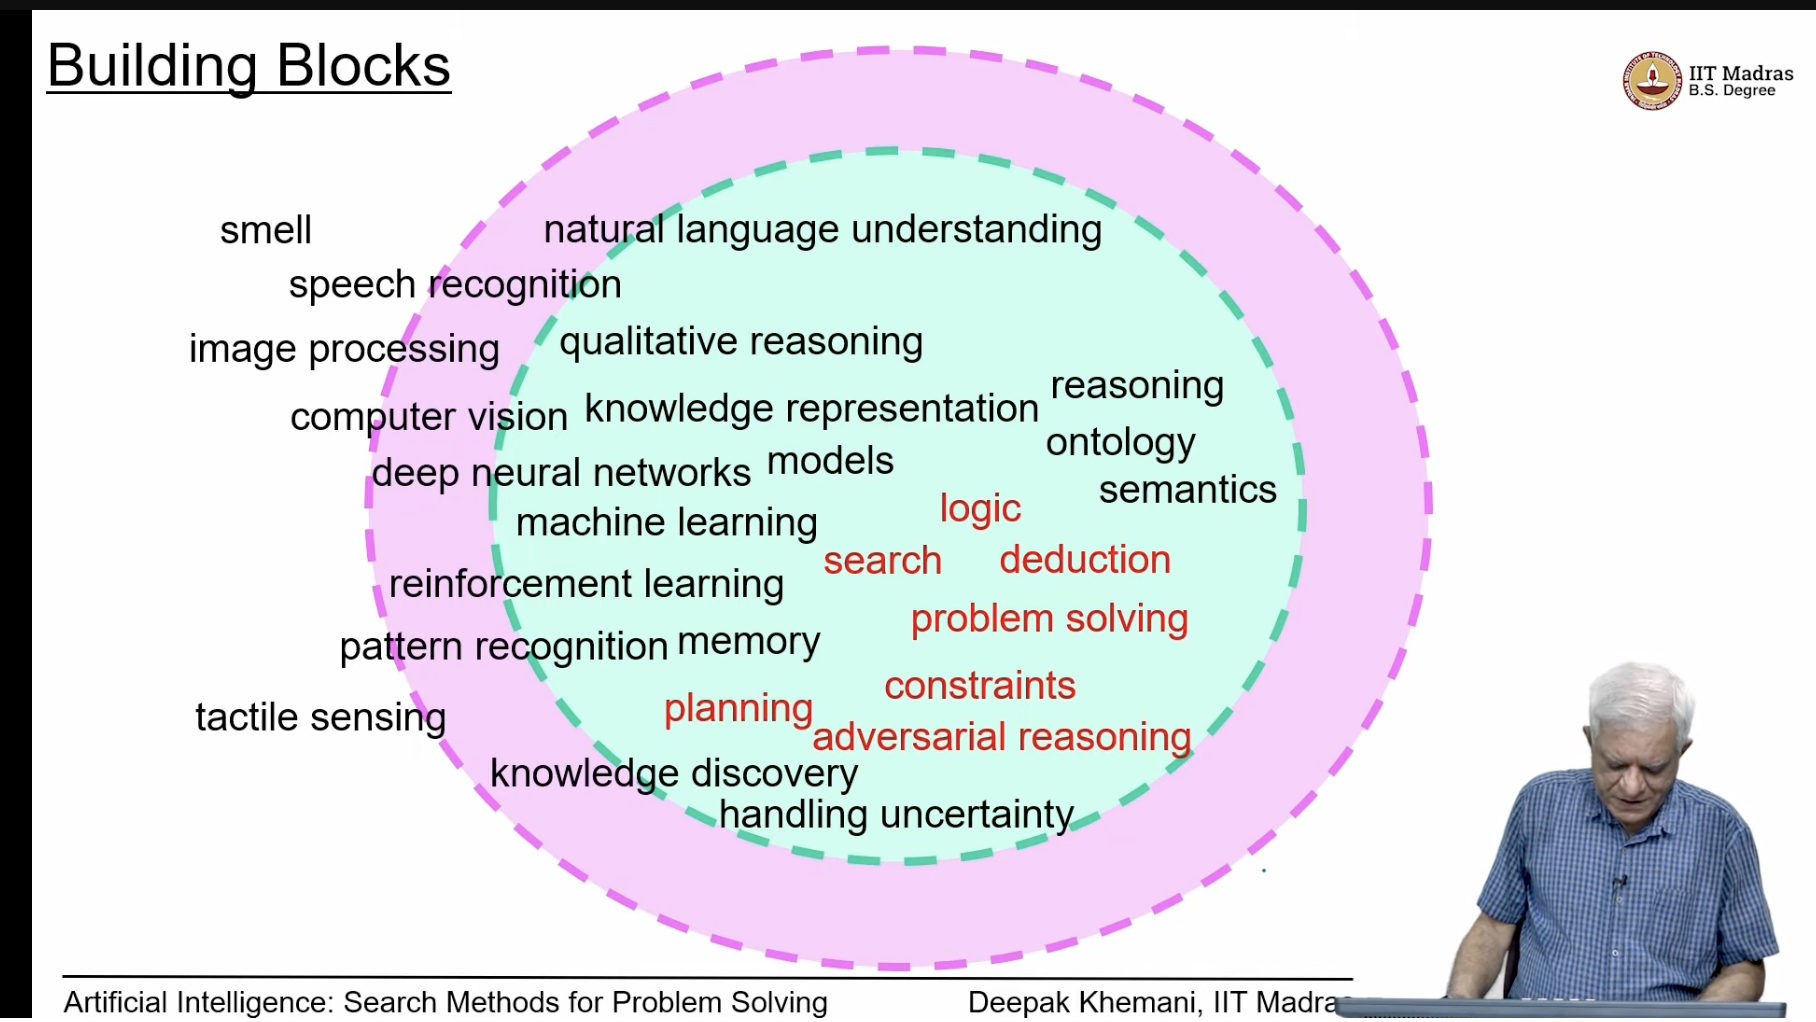 Building Blocks
IIT Madras
B.S. Degree
smell
natural language understanding
speech recognition
image processing
qualitative reasoning
reasoning
computer vision
knowledge representation
ontology
deep neural networks
models
semantics
machine learning
logic
search
deduction
reinforcement learning
problem solving
pattern recognition
memory
constraints
tactile sensing
planning
adversarial reasoning
knowledge discovery
handling uncertainty
Artificial Intelligence: Search Methods for Problem Solving
Deepak Khemani, IIT Madra